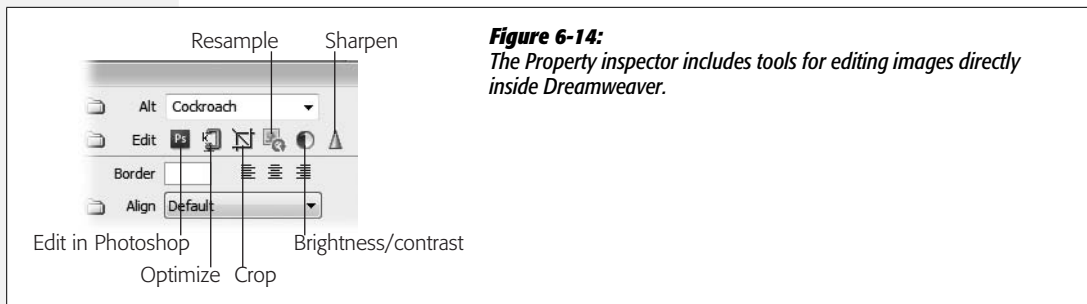 Resample Sharpen
Alt Cockroach
Edit Ps
Border
Align Default
Edit in Photoshop Brightness/contrast
Optimize Crop
Figure 6-14:
The Property inspector includes tools for editing images directly
inside Dreamweaver.